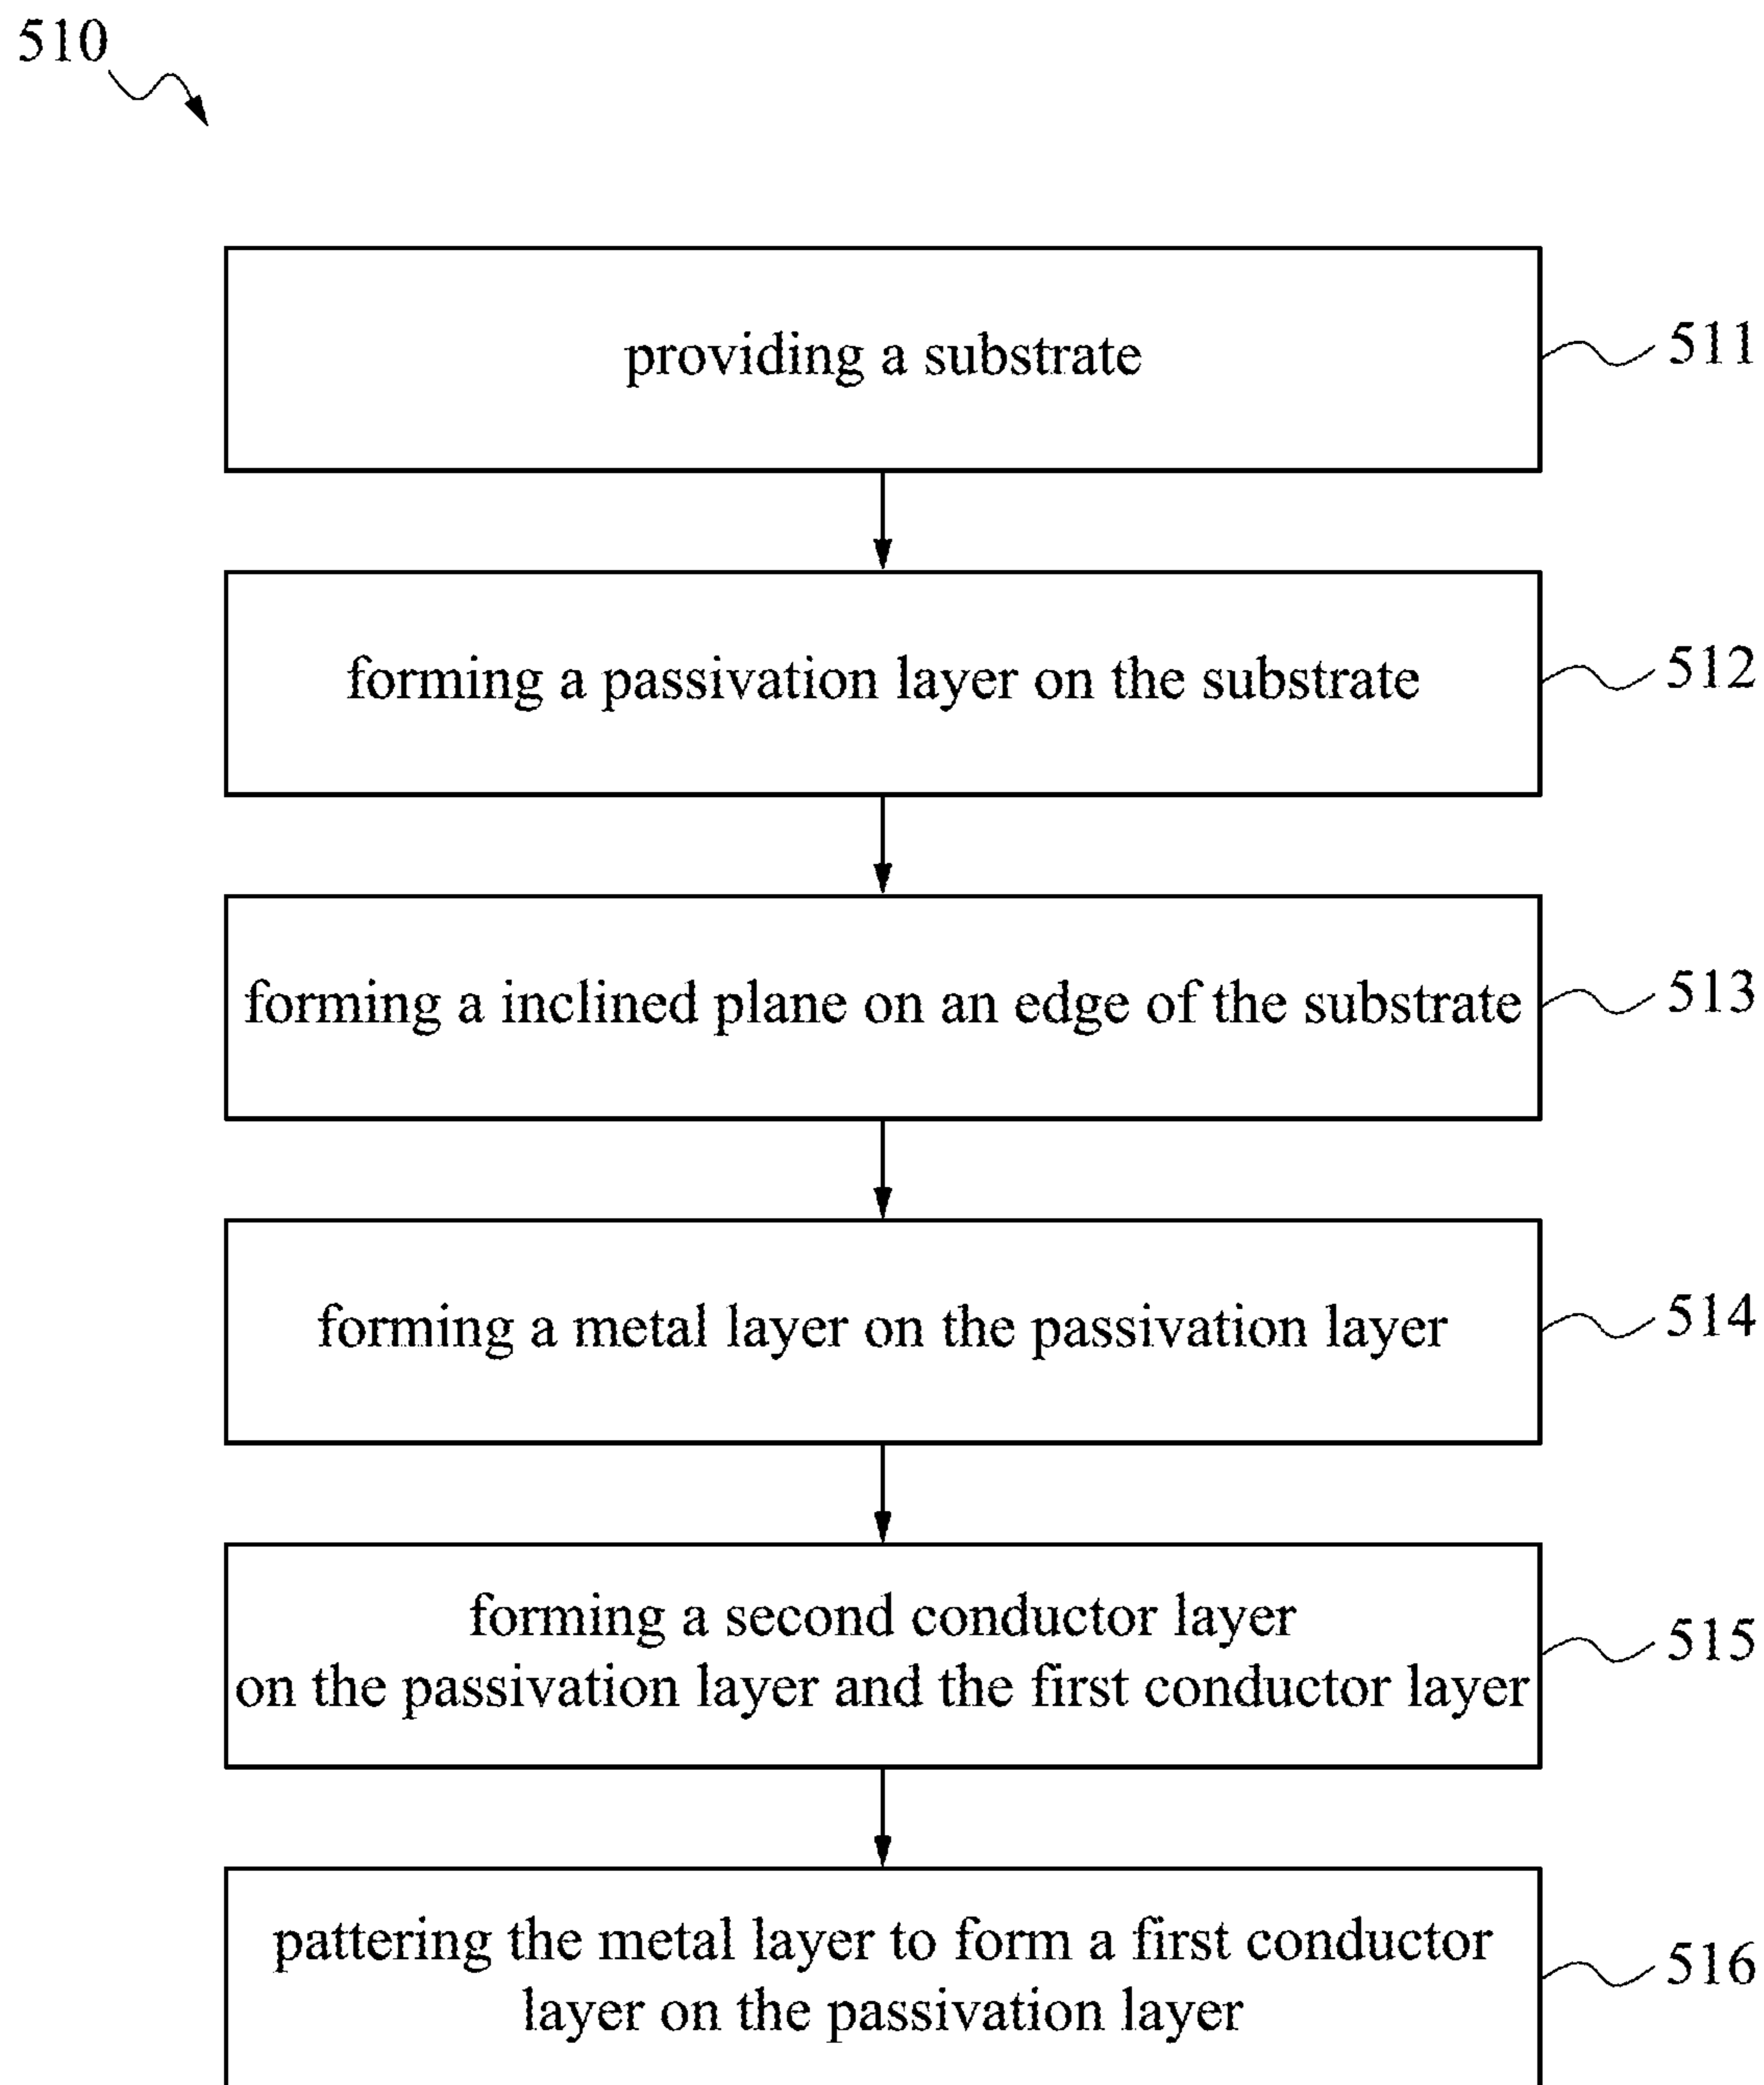 510
providing a substrate
511
forming a passivation layer on the substrate
512
forming a inclined plane on an edge of the substrate
513
forming a metal layer on the passivation layer
514
forming a second conductor layer
on the passivation layer and the first conductor layer
515
pattering the metal layer to form a first conductor
layer on the passivation layer
516